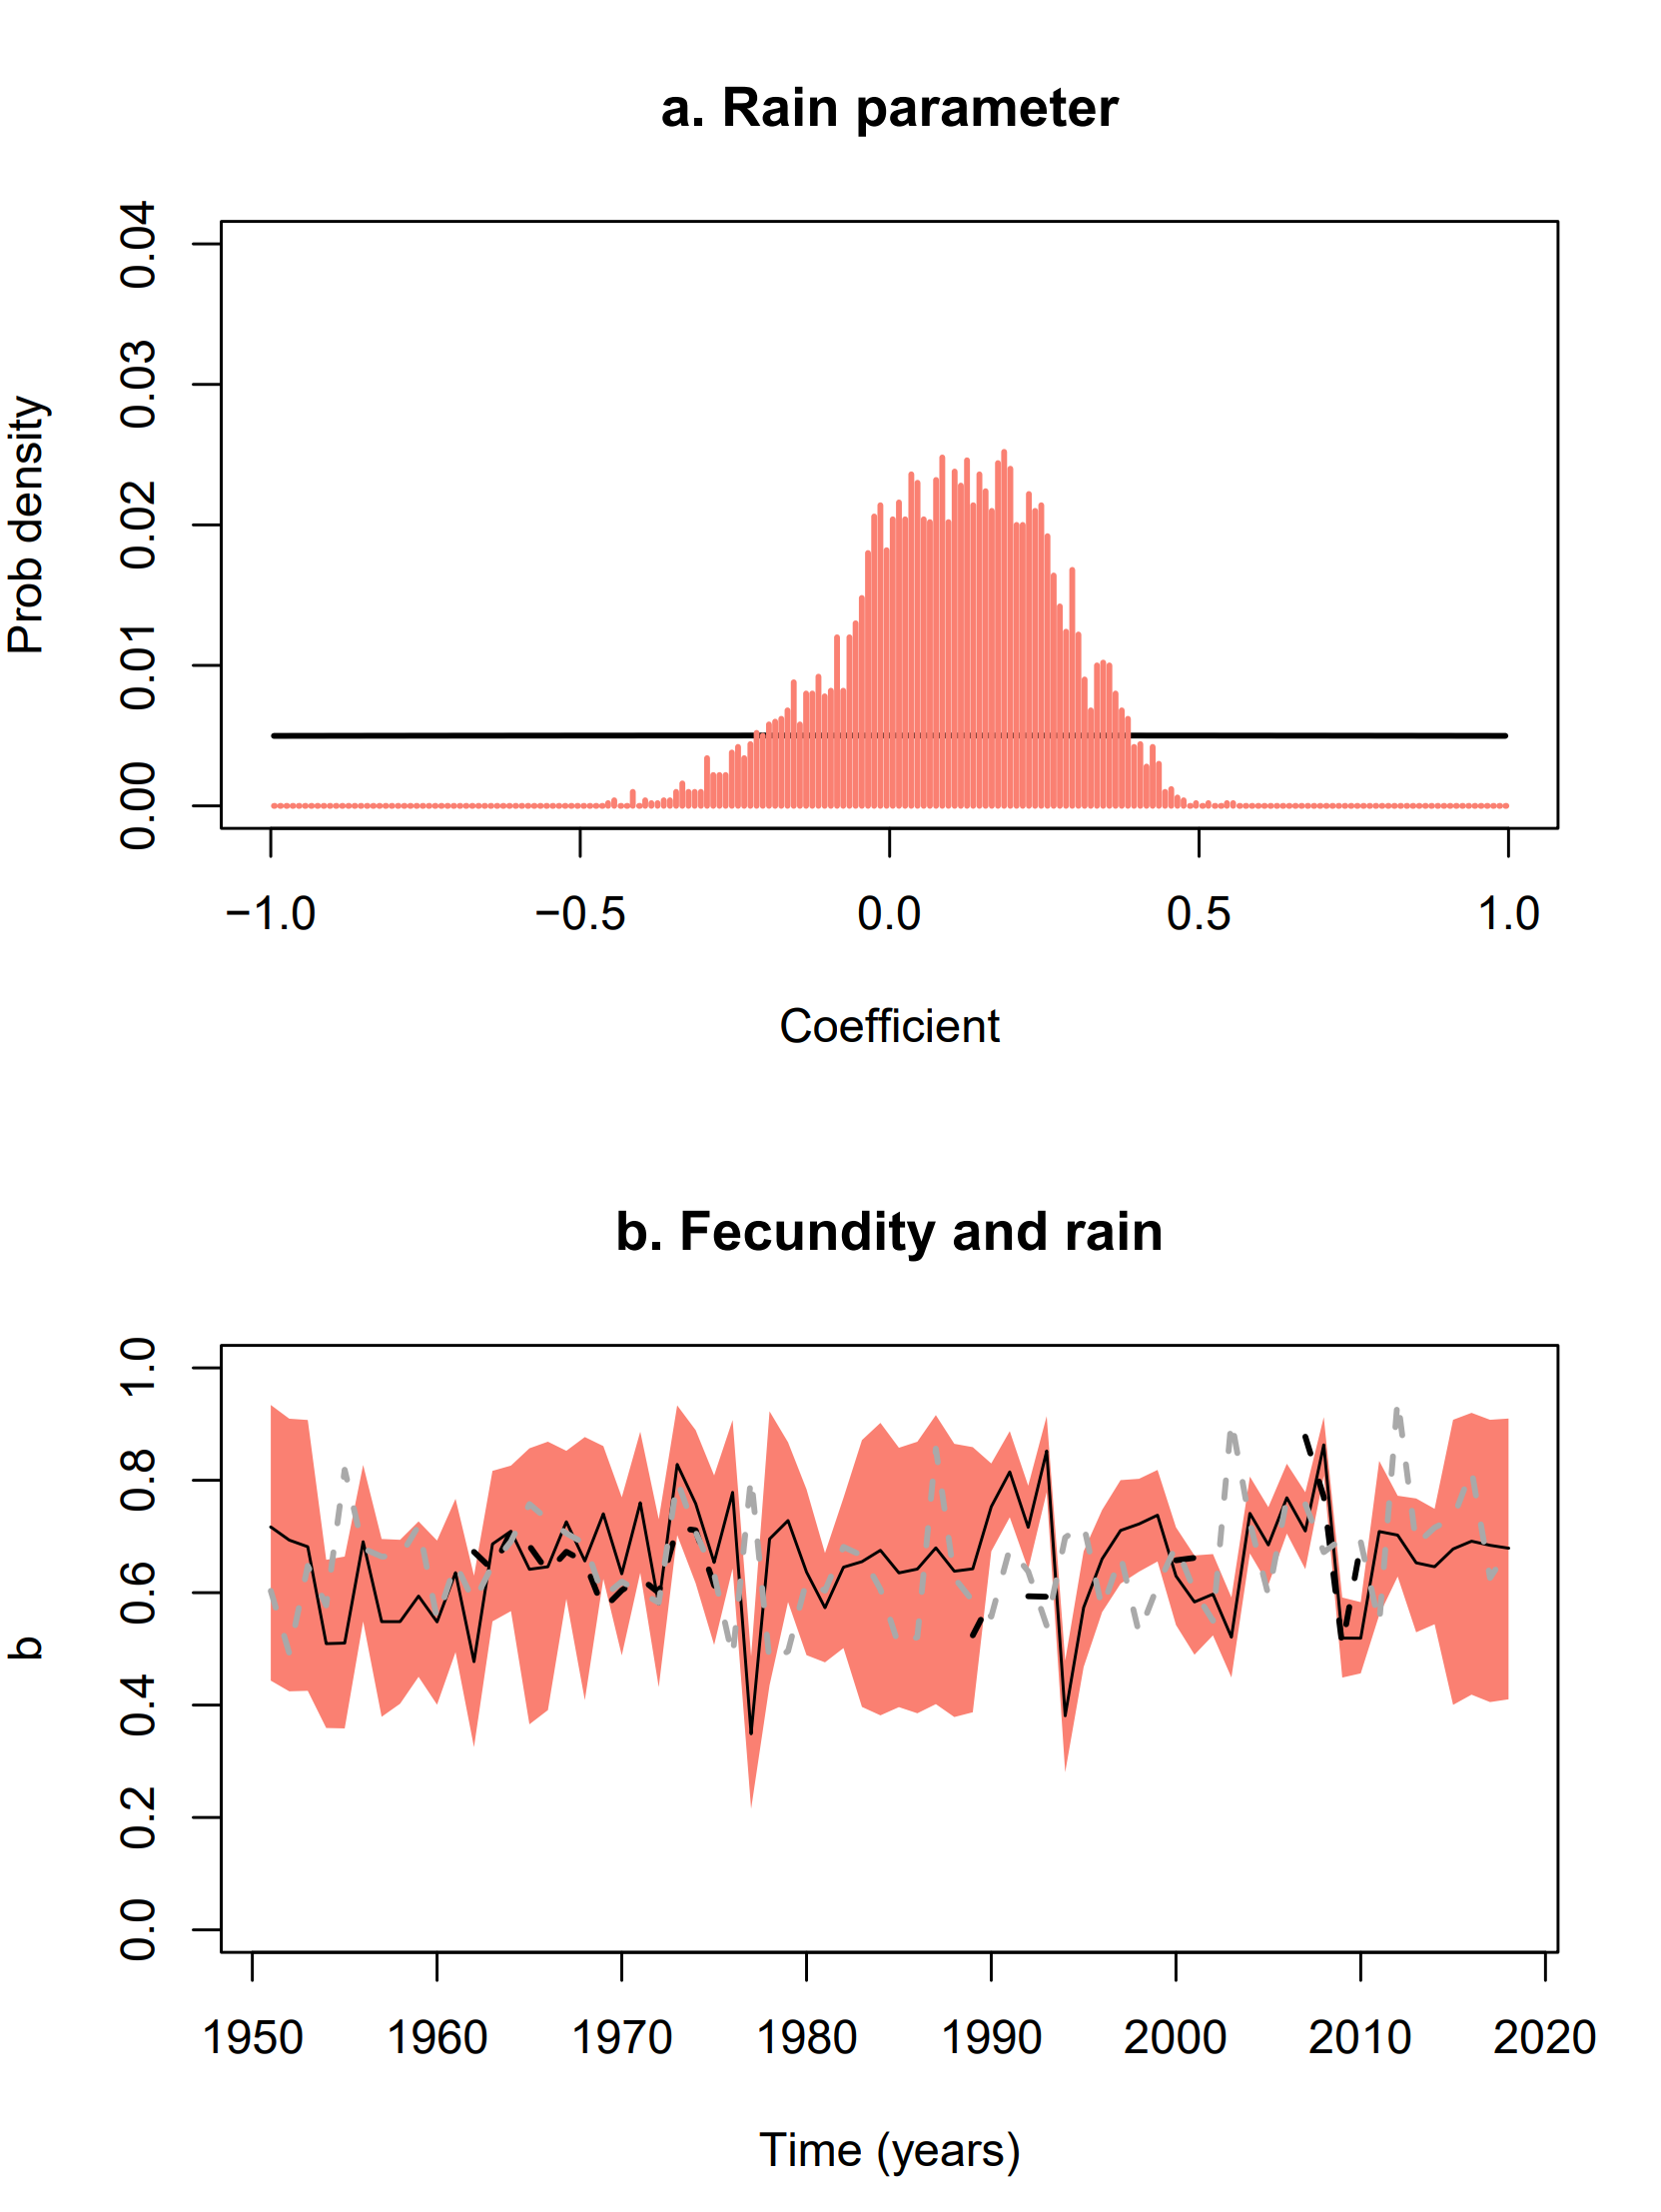 a. Rain parameter
0.04
0.03
0.02
0.01
0.00
Prob density
−1.0 −0.5 0.0 0.5 1.0
Coefficient
b. Fecundity and rain
1.0
0.8
0.6
0.4
0.2
0.0
b
1950 1960 1970 1980 1990 2000 2010 2020
Time (years)